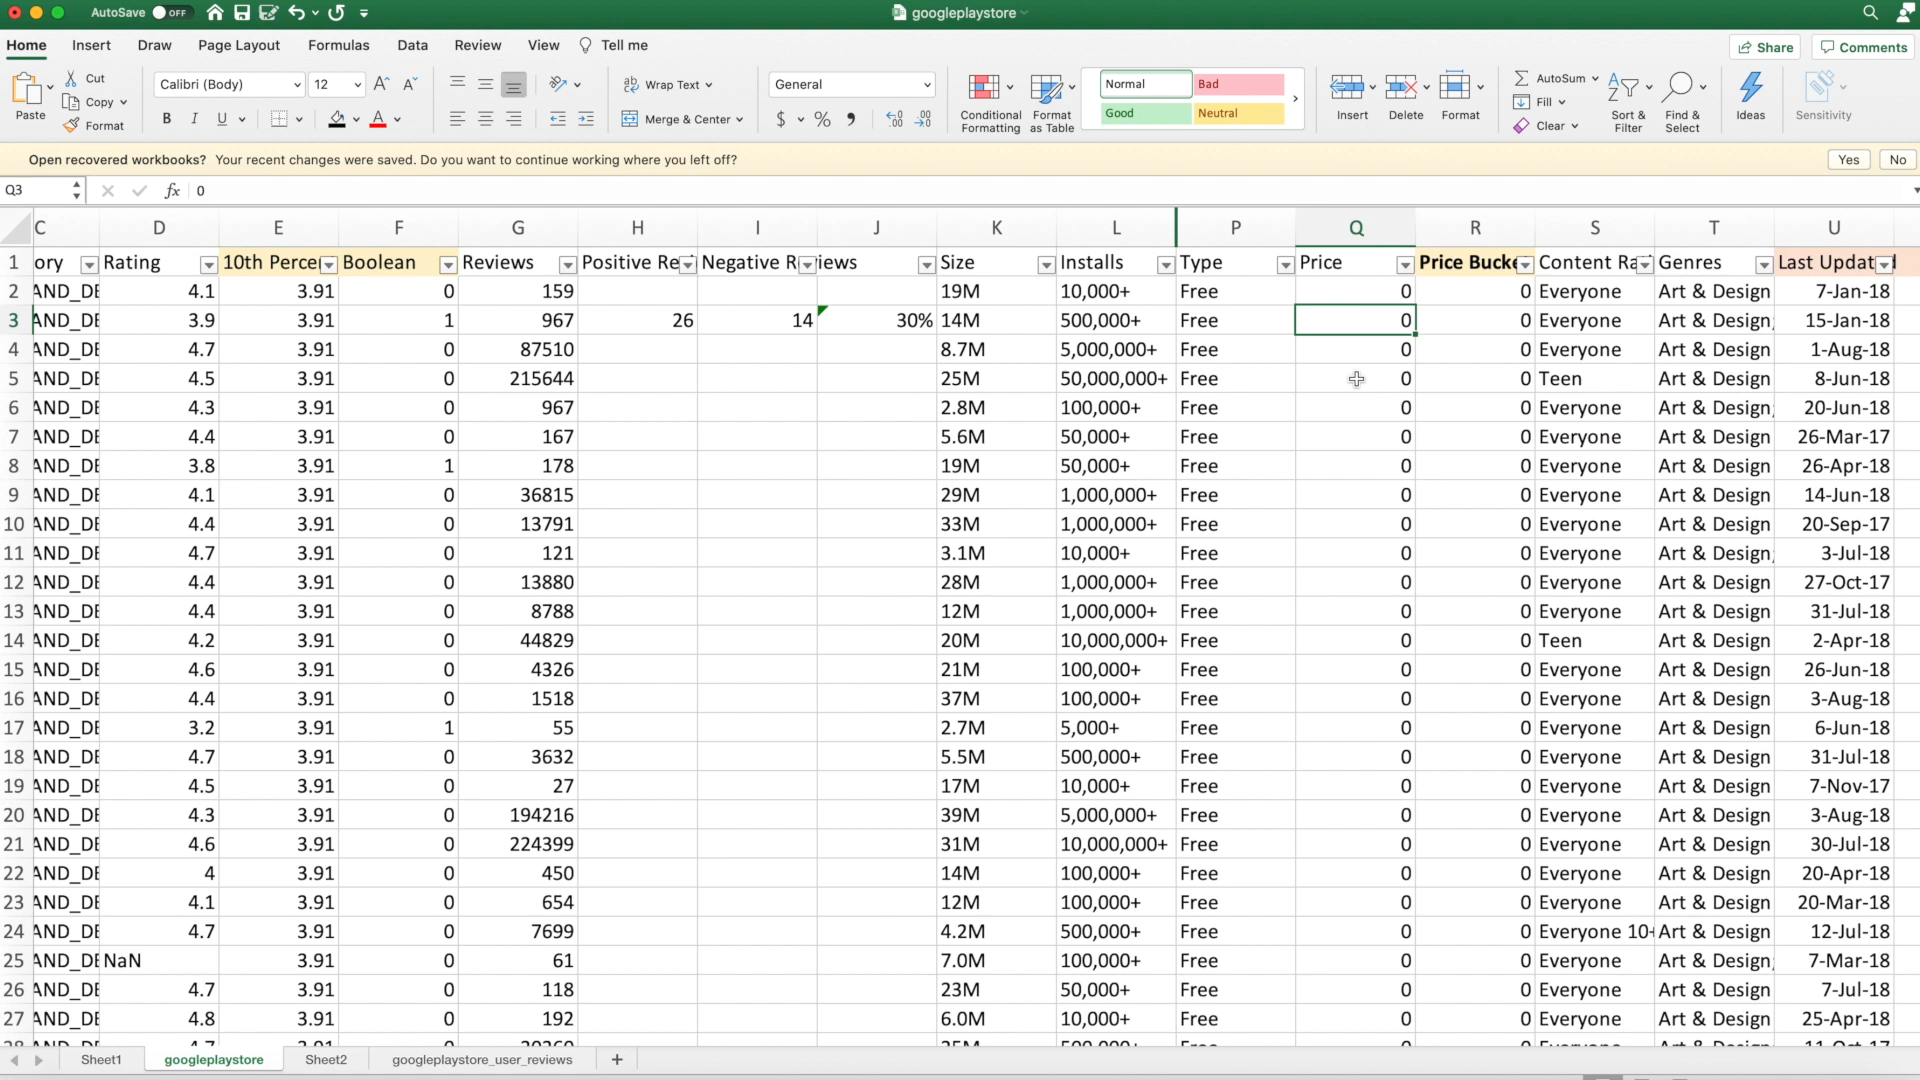 AutoSave OFF googleplaystore
Home Insert Draw Page Layout Formulas Data Review View Tell me Share Comments
Paste Cut Copy Format
Calibri (Body) 12 Wrap Text General
B I U Merge & Center $ %
Conditional Formatting Format as Table
Normal Bad Good Neutral
Insert Delete Format
AutoSum Fill Clear Sort & Filter Find & Select Ideas Sensitivity
Open recovered workbooks? Your recent changes were saved. Do you want to continue working where you left off? Yes No
Q3 fx 0
C D E F G H I J K L P Q R S T U
1 ory Rating 10th Perce Boolean Reviews Positive Re Negative R iews Size Installs Type Price Price Bucke Content Ra Genres Last Updat
2 AND_DE 4.1 3.91 0 159 19M 10,000+ Free 0 0 Everyone Art & Design 7-Jan-18
3 AND_DE 3.9 3.91 1 967 26 14 30% 14M 500,000+ Free 0 0 Everyone Art & Design; 15-Jan-18
4 AND_DE 4.7 3.91 0 87510 8.7M 5,000,000+ Free 0 0 Everyone Art & Design 1-Aug-18
5 AND_DE 4.5 3.91 0 215644 25M 50,000,000+ Free 0 0 Teen Art & Design 8-Jun-18
6 AND_DE 4.3 3.91 0 967 2.8M 100,000+ Free 0 0 Everyone Art & Design; 20-Jun-18
7 AND_DE 4.4 3.91 0 167 5.6M 50,000+ Free 0 0 Everyone Art & Design 26-Mar-17
8 AND_DE 3.8 3.91 1 178 19M 50,000+ Free 0 0 Everyone Art & Design 26-Apr-18
9 AND_DE 4.1 3.91 0 36815 29M 1,000,000+ Free 0 0 Everyone Art & Design 14-Jun-18
10 AND_DE 4.4 3.91 0 13791 33M 1,000,000+ Free 0 0 Everyone Art & Design 20-Sep-17
11 AND_DE 4.7 3.91 0 121 3.1M 10,000+ Free 0 0 Everyone Art & Design; 3-Jul-18
12 AND_DE 4.4 3.91 0 13880 28M 1,000,000+ Free 0 0 Everyone Art & Design 27-Oct-17
13 AND_DE 4.4 3.91 0 8788 12M 1,000,000+ Free 0 0 Everyone Art & Design 31-Jul-18
14 AND_DE 4.2 3.91 0 44829 20M 10,000,000+ Free 0 0 Teen Art & Design 2-Apr-18
15 AND_DE 4.6 3.91 0 4326 21M 100,000+ Free 0 0 Everyone Art & Design 26-Jun-18
16 AND_DE 4.4 3.91 0 1518 37M 100,000+ Free 0 0 Everyone Art & Design 3-Aug-18
17 AND_DE 3.2 3.91 1 55 2.7M 5,000+ Free 0 0 Everyone Art & Design 6-Jun-18
18 AND_DE 4.7 3.91 0 3632 5.5M 500,000+ Free 0 0 Everyone Art & Design 31-Jul-18
19 AND_DE 4.5 3.91 0 27 17M 10,000+ Free 0 0 Everyone Art & Design 7-Nov-17
20 AND_DE 4.3 3.91 0 194216 39M 5,000,000+ Free 0 0 Everyone Art & Design 3-Aug-18
21 AND_DE 4.6 3.91 0 224399 31M 10,000,000+ Free 0 0 Everyone Art & Design 30-Jul-18
22 AND_DE 4 3.91 0 450 14M 100,000+ Free 0 0 Everyone Art & Design 20-Apr-18
23 AND_DE 4.1 3.91 0 654 12M 100,000+ Free 0 0 Everyone Art & Design 20-Mar-18
24 AND_DE 4.7 3.91 0 7699 4.2M 500,000+ Free 0 0 Everyone 10+ Art & Design 12-Jul-18
25 AND_DE NaN 3.91 0 61 7.0M 100,000+ Free 0 0 Everyone Art & Design; 7-Mar-18
26 AND_DE 4.7 3.91 0 118 23M 50,000+ Free 0 0 Everyone Art & Design 7-Jul-18
27 AND_DE 4.8 3.91 0 192 6.0M 10,000+ Free 0 0 Everyone Art & Design 25-Apr-18
Sheet1 googleplaystore Sheet2 googleplaystore_user_reviews +